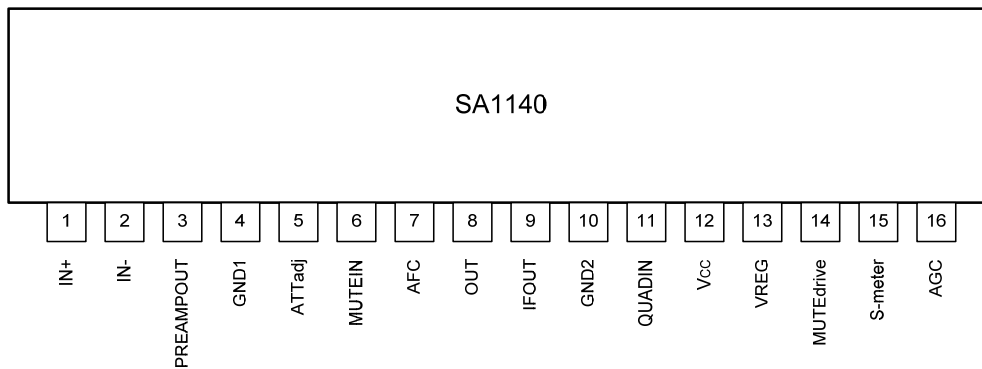 SA1140
1 2 3 4 5 6 7 8 9 10 11 12 13 14 15 16
IN+
IN-
PREAMPOUT
GND1
ATTadj
MUTEIN
AFC
OUT
IFOUT
GND2
QUADIN
VCC
VREG
MUTEdrive
S-meter
AGC